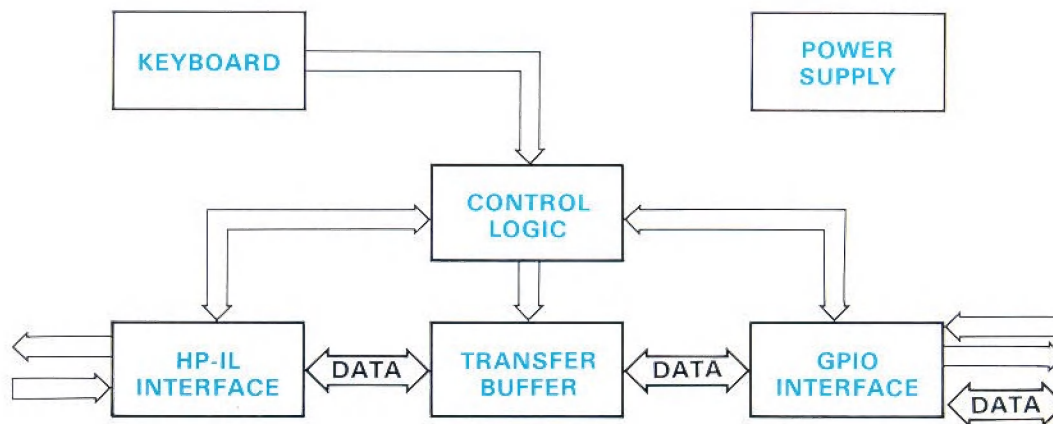 KEYBOARD
POWER
SUPPLY
CONTROL
LOGIC
HP-IL
INTERFACE
DATA
TRANSFER
BUFFER
DATA
GPIO
INTERFACE
DATA